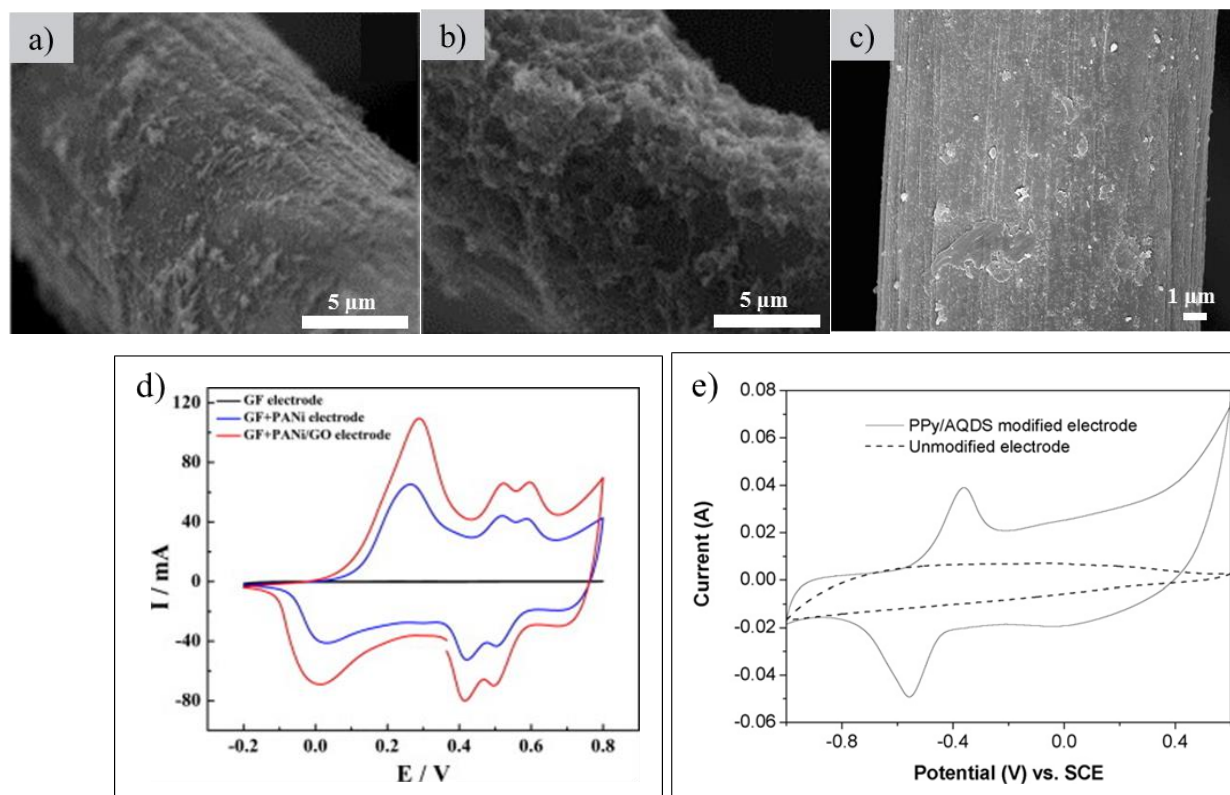 a)
5 μm
b)
5 μm
c)
1 μm
d)
GF electrode
GF+PANi electrode
GF+PANi/GO electrode
120
80
40
0
-40
-80
I / mA
-0.2 0.0 0.2 0.4 0.6 0.8
E / V
e)
PPy/AQDS modified electrode
Unmodified electrode
0.08
0.06
0.04
0.02
0.00
-0.02
-0.04
-0.06
Current (A)
-0.8 -0.4 0.0 0.4
Potential (V) vs. SCE